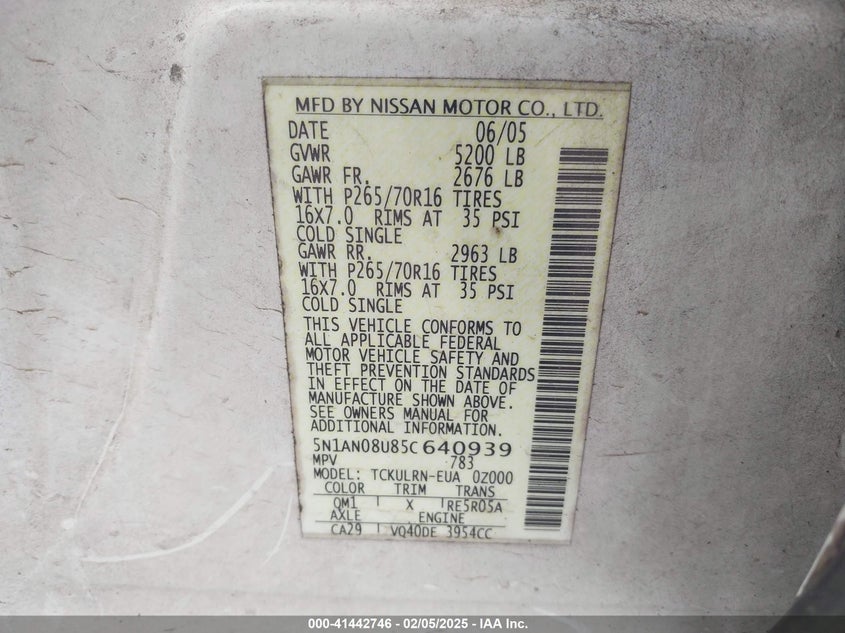 MFD BY NISSAN MOTOR CO., LTD.
DATE 06/05
GVWR 5200 LB
GAWR FR. 2676 LB
WITH P265/70R16 TIRES
16X7.0 RIMS AT 35 PSI
COLD SINGLE
GAWR RR. 2963 LB
WITH P265/70R16 TIRES
16X7.0 RIMS AT 35 PSI
COLD SINGLE
THIS VEHICLE CONFORMS TO
ALL APPLICABLE FEDERAL
MOTOR VEHICLE SAFETY AND
THEFT PREVENTION STANDARDS
IN EFFECT ON THE DATE OF
MANUFACTURE SHOWN ABOVE.
SEE OWNERS MANUAL FOR
ADDITIONAL INFORMATION.
5N1AN08U85C640939
MPV 783
MODEL: TCKULRN-EUA 0Z000
COLOR TRIM TRANS
QM1 X RE5R05A
AXLE ENGINE
CA29 VQ40DE 3954CC
000-41442746 - 02/05/2025 - IAA Inc.